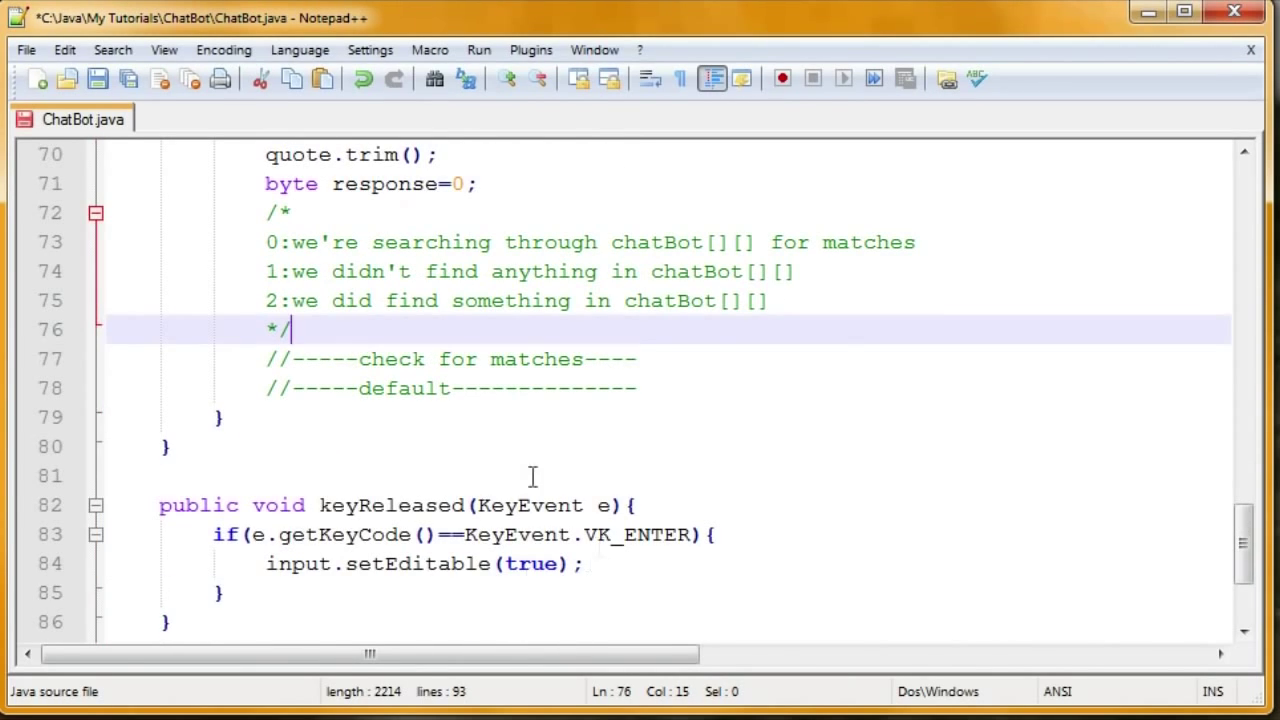 *C:\Java\My Tutorials\ChatBot\ChatBot.java - Notepad++
File Edit Search View Encoding Language Settings Macro Run Plugins Window ? X
ABC
ChatBot.java
70 quote.trim();
71 byte response=0;
72 /*
73 0:we're searching through chatBot[][] for matches
74 1:we didn't find anything in chatBot[][]
75 2:we did find something in chatBot[][]
76 */
77 //-----check for matches----
78 //-----default--------------
79 }
80 }
81
82 public void keyReleased(KeyEvent e){
83 if(e.getKeyCode()==KeyEvent.VK_ENTER){
84 input.setEditable(true);
85 }
86 }
Java source file length : 2214 lines : 93 Ln : 76 Col : 15 Sel : 0 Dos\Windows ANSI INS